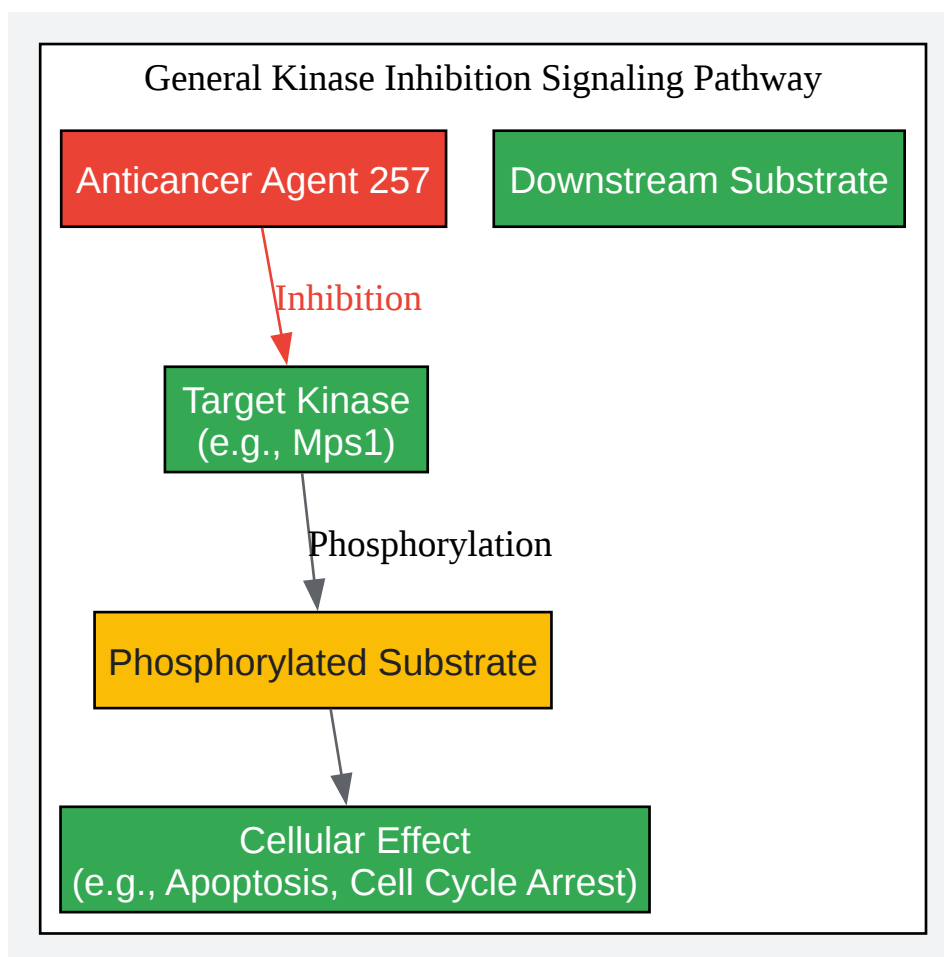 General Kinase Inhibition Signaling Pathway
Anticancer Agent 257
Downstream Substrate
Inhibition
Target Kinase
(e.g., Mps1)
Phosphorylation
Phosphorylated Substrate
Cellular Effect
(e.g., Apoptosis, Cell Cycle Arrest)